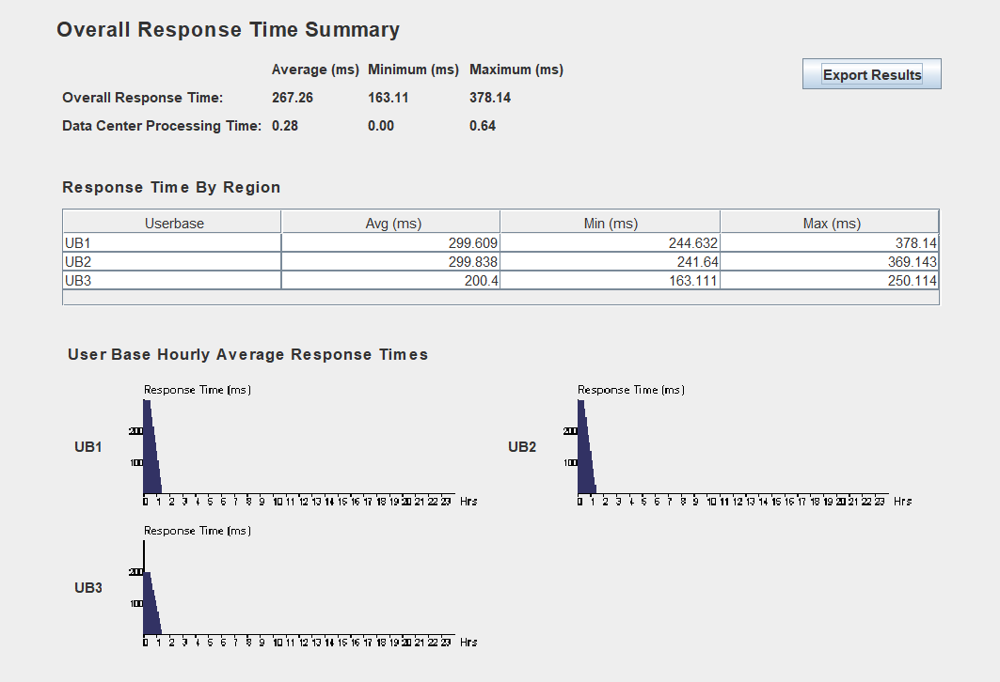 Overall Response Time Summary
Average (ms) Minimum (ms) Maximum (ms)
Export Results
Overall Response Time: 267.26 163.11 378.14
Data Center Processing Time: 0.28 0.00 0.64
Response Time By Region
Userbase Avg (ms) Min (ms) Max (ms)
UB1 299.609 244.632 378.14
UB2 299.838 241.64 369.143
UB3 200.4 163.111 250.114
User Base Hourly Average Response Times
Response Time (ms)
200
UB1
100
0 1 2 3 4 5 6 7 8 9 10 11 12 13 14 15 16 17 18 19 20 21 22 23 Hrs
Response Time (ms)
200
UB2
100
0 1 2 3 4 5 6 7 8 9 10 11 12 13 14 15 16 17 18 19 20 21 22 23 Hrs
Response Time (ms)
200
UB3
100
0 1 2 3 4 5 6 7 8 9 10 11 12 13 14 15 16 17 18 19 20 21 22 23 Hrs